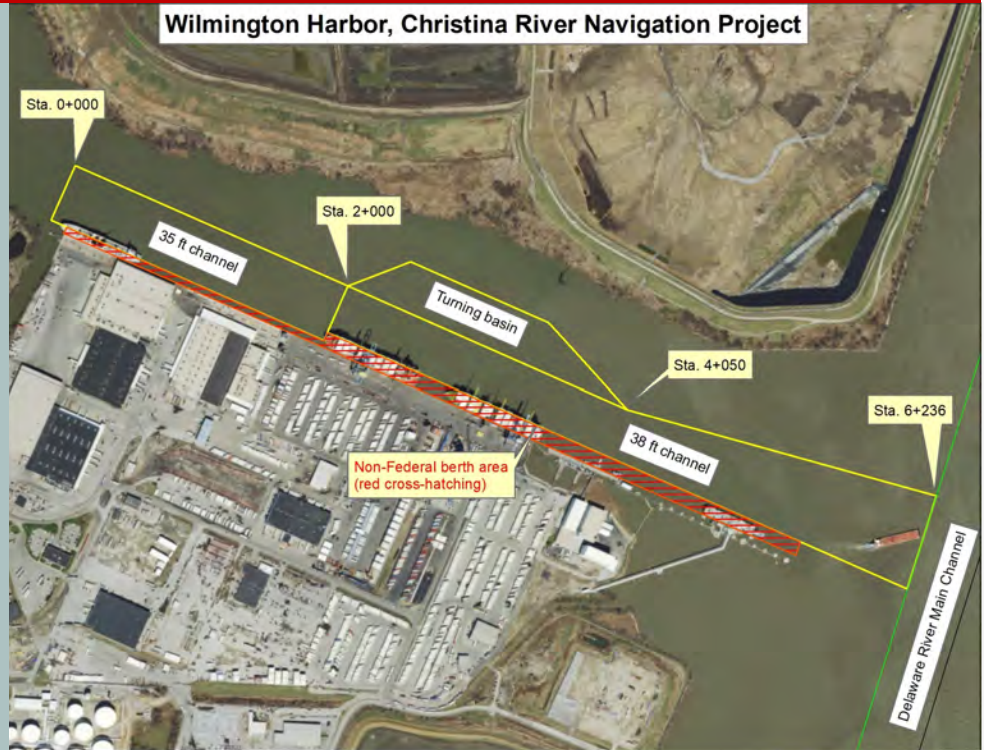 Wilmington Harbor, Christina River Navigation Project
Sta. 0+000
Sta. 2+000
35 ft channel
Turning basin
Sta. 4+050
Sta. 6+236
38 ft channel
Non-Federal berth area
(red cross-hatching)
Delaware River Main Channel